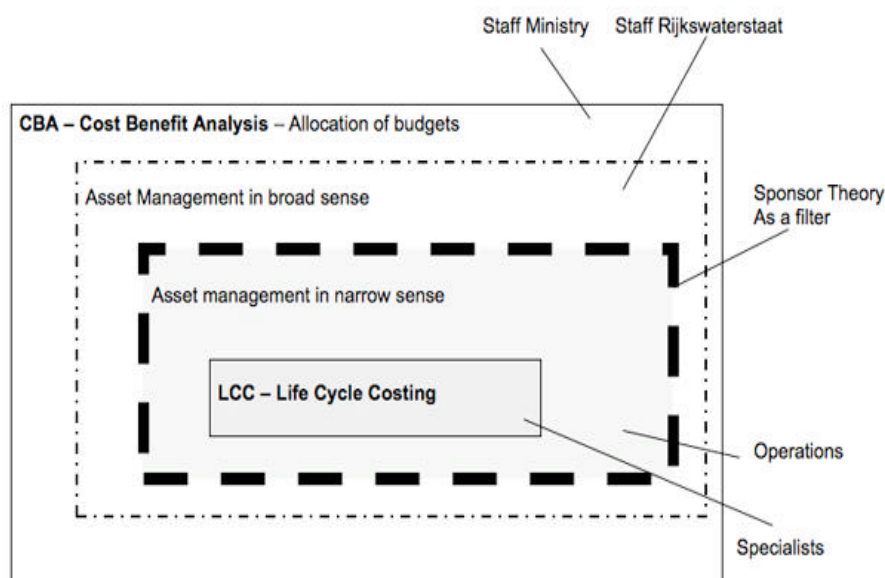 Staff Ministry
Staff Rijkswaterstaat
CBA – Cost Benefit Analysis – Allocation of budgets
Asset Management in broad sense
Sponsor Theory
As a filter
Asset management in narrow sense
LCC – Life Cycle Costing
Operations
Specialists